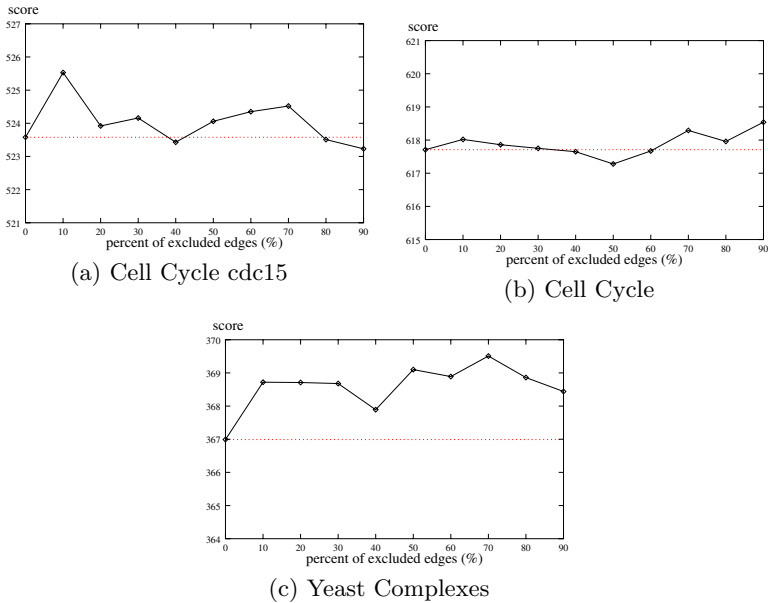 score
527
526
525
524
523
522
521
0 10 20 30 40 50 60 70 80 90
percent of excluded edges (%)
(a) Cell Cycle cdc15
score
621
620
619
618
617
616
615
0 10 20 30 40 50 60 70 80 90
percent of excluded edges (%)
(b) Cell Cycle
score
370
369
368
367
366
365
364
0 10 20 30 40 50 60 70 80 90
percent of excluded edges (%)
(c) Yeast Complexes